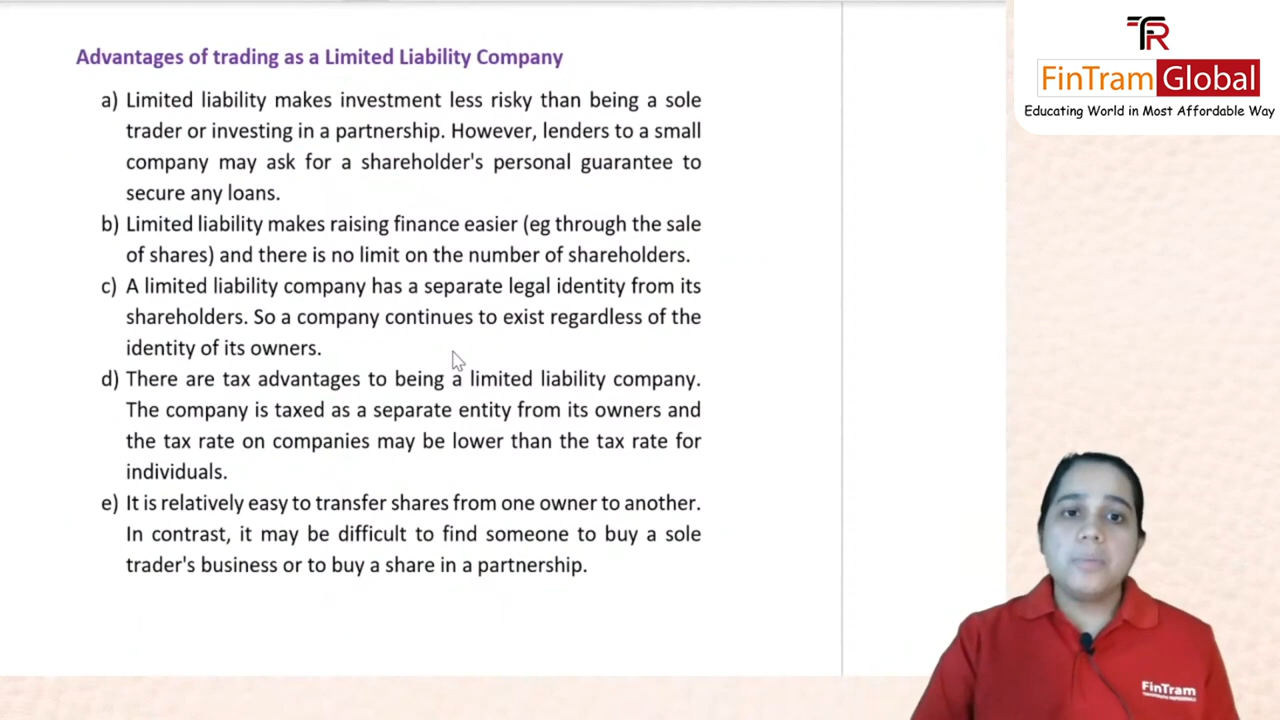 Advantages of trading as a Limited Liability Company
a) Limited liability makes investment less risky than being a sole
trader or investing in a partnership. However, lenders to a small
company may ask for a shareholder's personal guarantee to
secure any loans.
b) Limited liability makes raising finance easier (eg through the sale
of shares) and there is no limit on the number of shareholders.
c) A limited liability company has a separate legal identity from its
shareholders. So a company continues to exist regardless of the
identity of its owners.
d) There are tax advantages to being a limited liability company.
The company is taxed as a separate entity from its owners and
the tax rate on companies may be lower than the tax rate for
individuals.
e) It is relatively easy to transfer shares from one owner to another.
In contrast, it may be difficult to find someone to buy a sole
trader's business or to buy a share in a partnership.
FinTram Global
Educating World in Most Affordable Way
FinTram